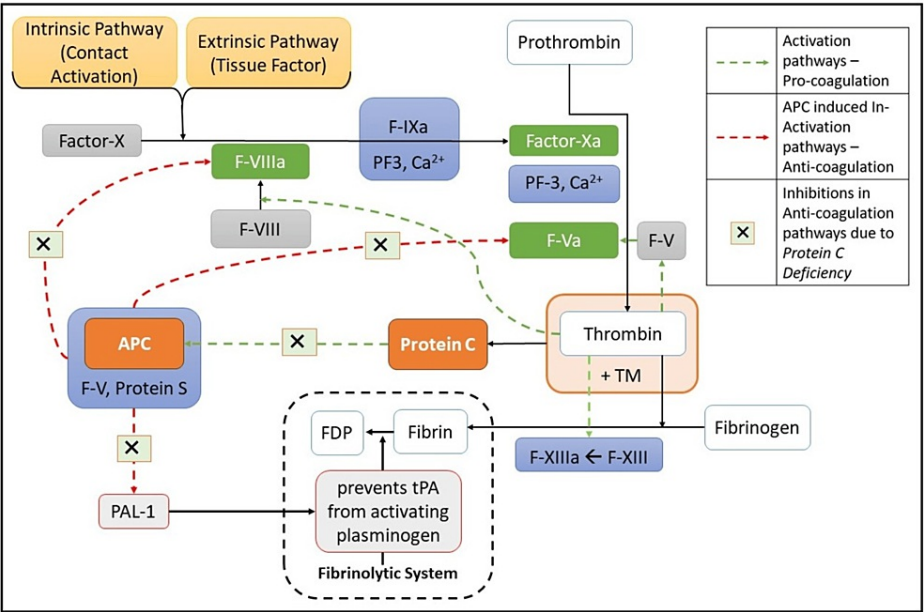 Intrinsic Pathway
(Contact
Activation)
Extrinsic Pathway
(Tissue Factor)
Prothrombin
Activation
pathways –
Pro-coagulation
APC induced In-
Activation
pathways –
Anti-coagulation
Inhibitions in
Anti-coagulation
pathways due to
Protein C
Deficiency
Factor-X
F-IXa
PF3, Ca²⁺
Factor-Xa
PF-3, Ca²⁺
F-VIIIa
F-VIII
F-Va
F-V
APC
F-V, Protein S
Protein C
Thrombin
+ TM
FDP
Fibrin
Fibrinogen
F-XIIIa ← F-XIII
PAL-1
prevents tPA
from activating
plasminogen
Fibrinolytic System